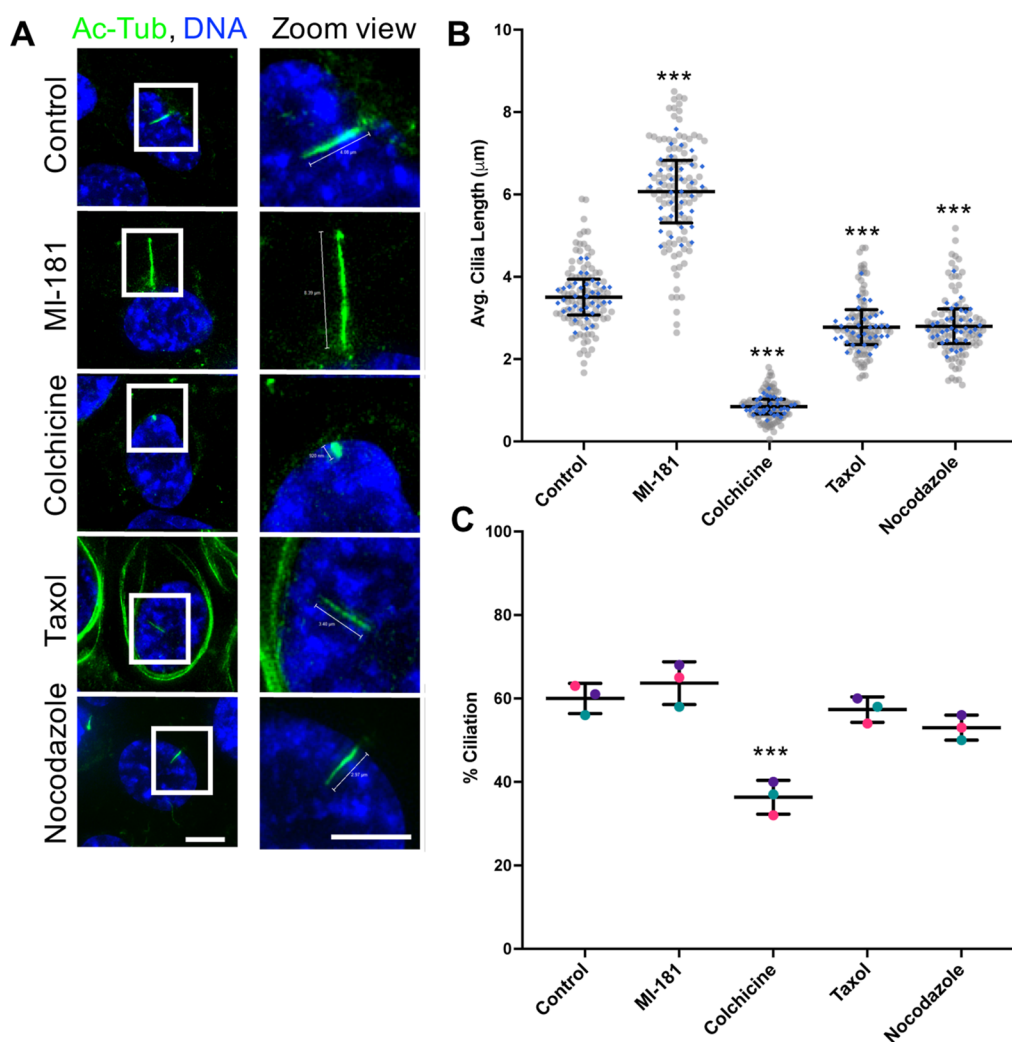 A
Ac-Tub, DNA
Zoom view
Control
MI-181
Colchicine
Taxol
Nocodazole
B
Avg. Cilia Length (μm)
10
8
6
4
2
0
***
***
***
***
Control
MI-181
Colchicine
Taxol
Nocodazole
C
% Ciliation
100
80
60
40
20
0
***
Control
MI-181
Colchicine
Taxol
Nocodazole